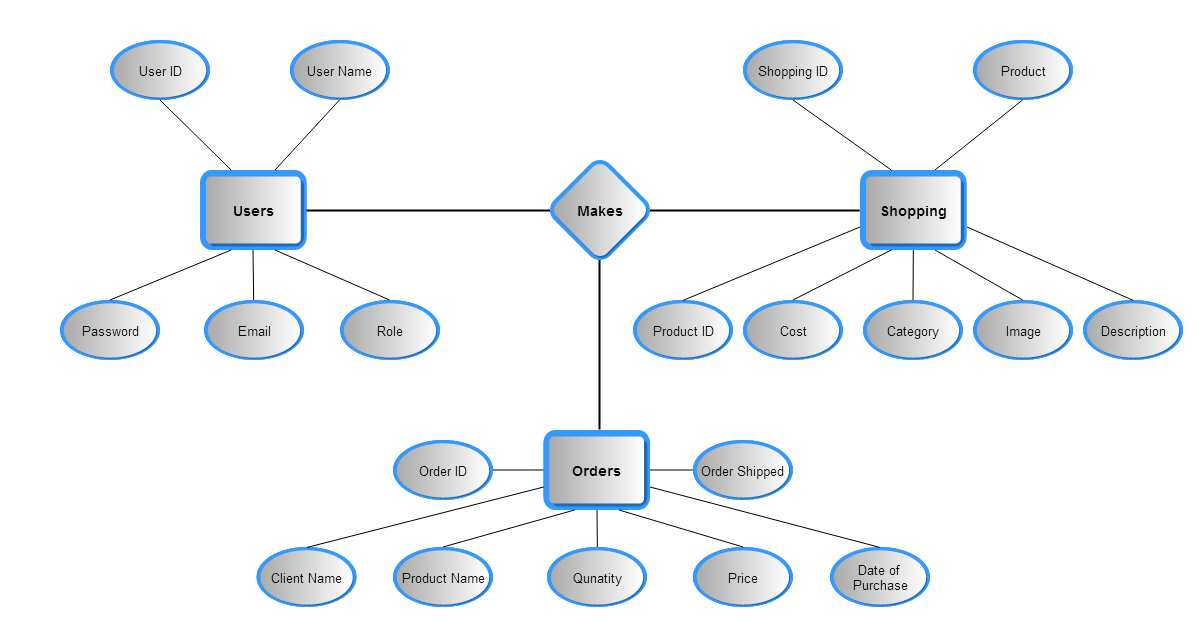 User ID
User Name
Shopping ID
Product
Users
Makes
Shopping
Password
Email
Role
Product ID
Cost
Category
Image
Description
Order ID
Orders
Order Shipped
Client Name
Product Name
Qunatity
Price
Date of
Purchase